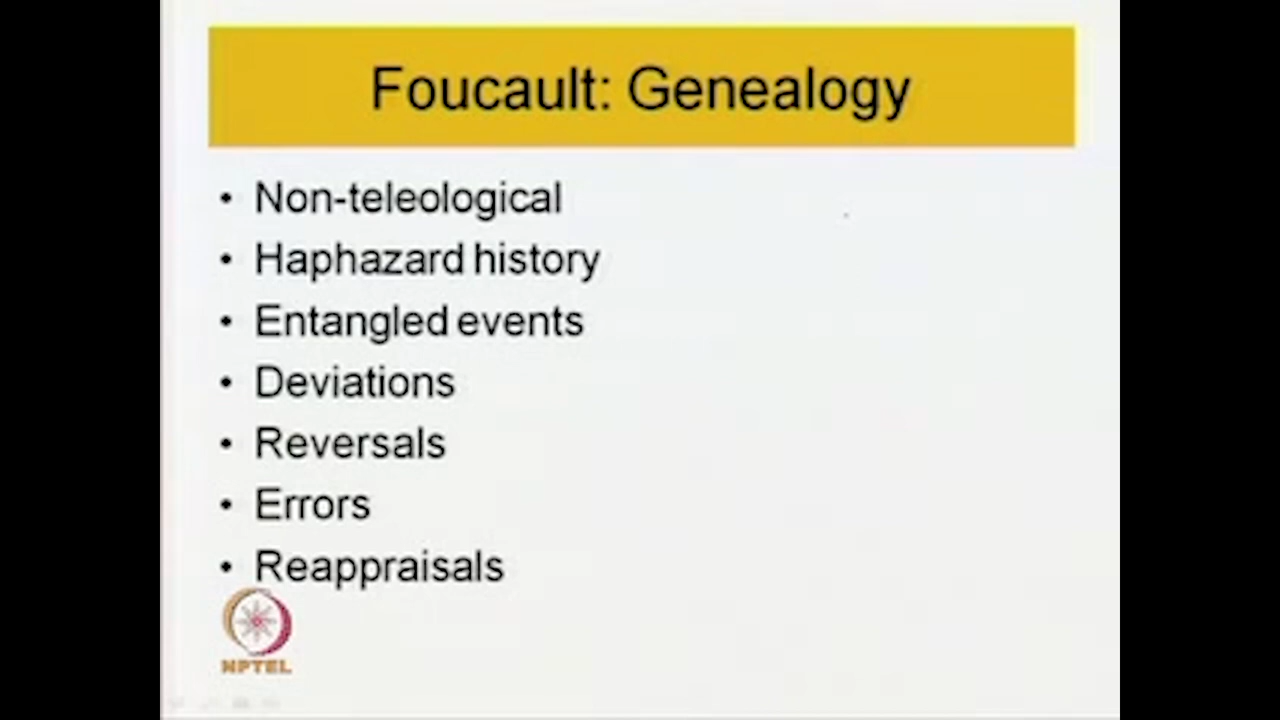 Foucault: Genealogy
• Non-teleological
• Haphazard history
• Entangled events
• Deviations
• Reversals
• Errors
• Reappraisals
NPTEL